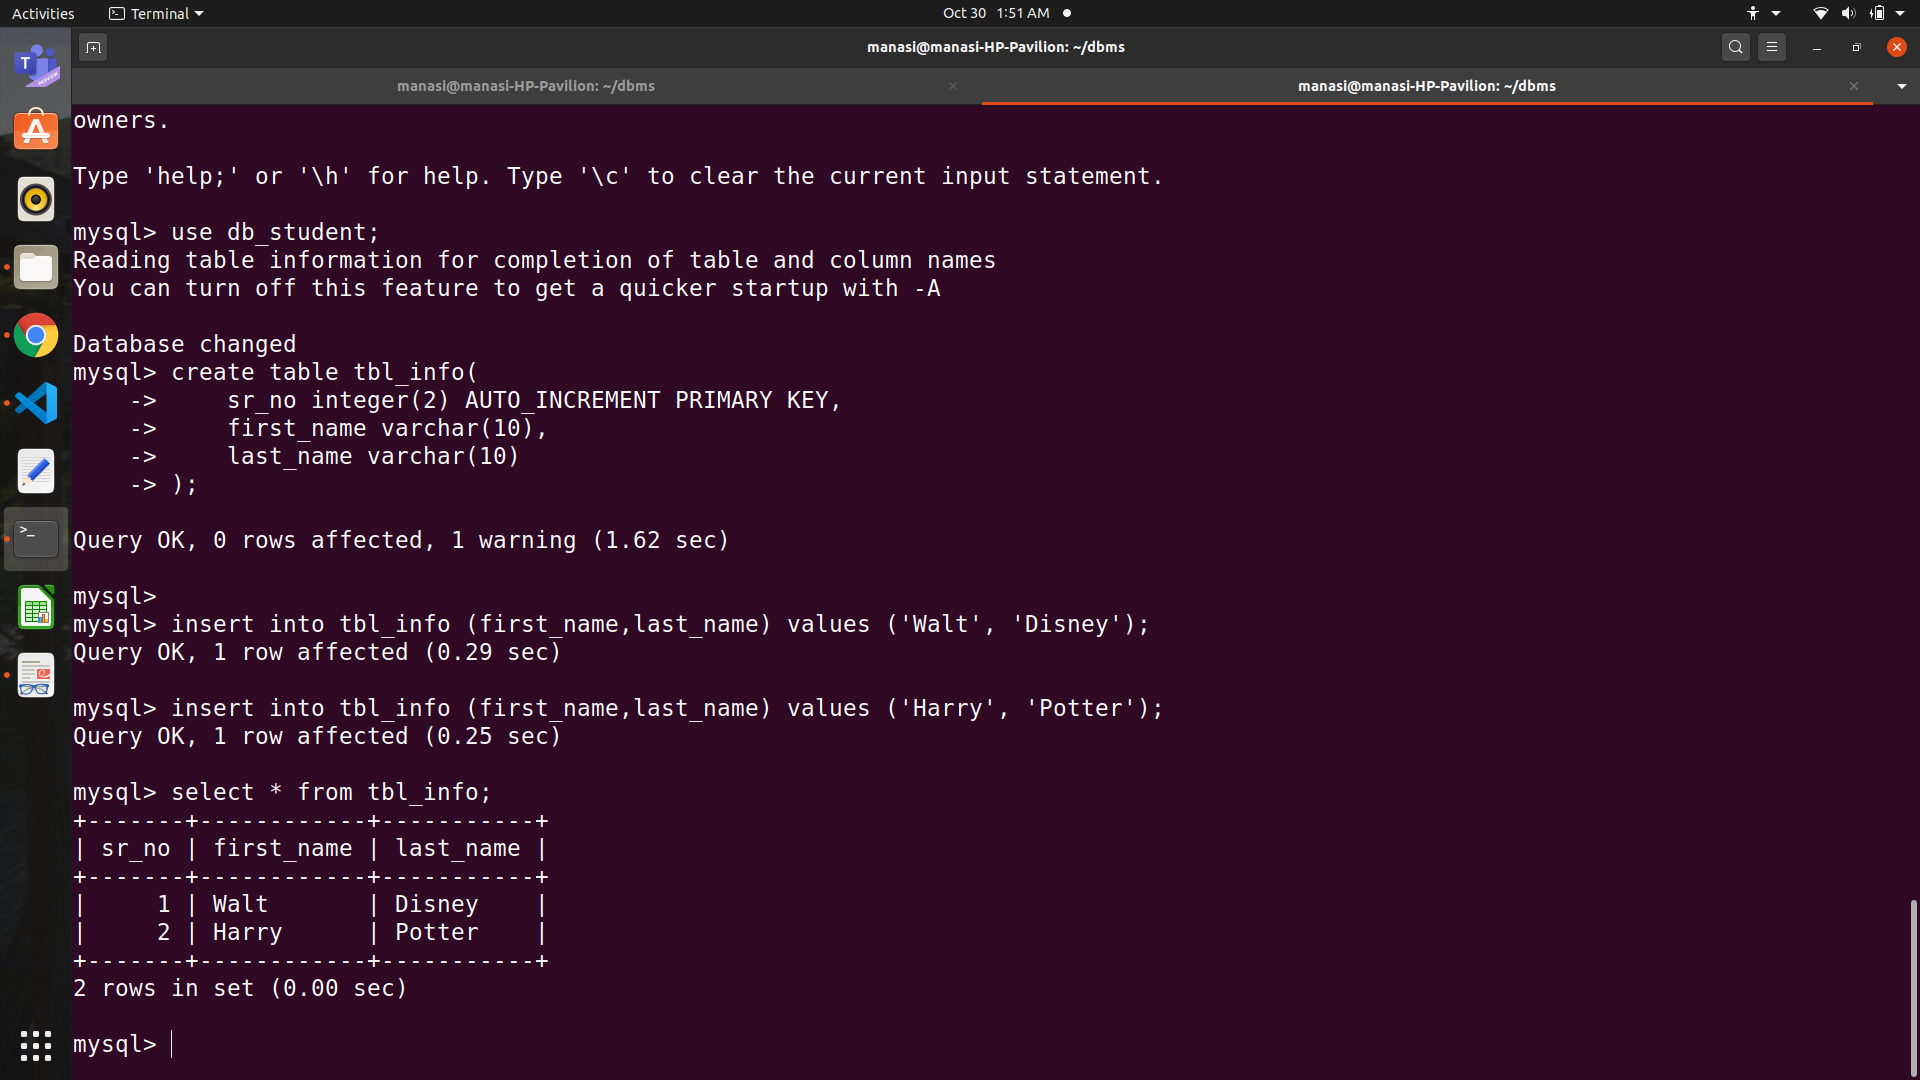 Activities Terminal Oct 30 1:51 AM
manasi@manasi-HP-Pavilion: ~/dbms
manasi@manasi-HP-Pavilion: ~/dbms manasi@manasi-HP-Pavilion: ~/dbms
owners.
Type 'help;' or '\h' for help. Type '\c' to clear the current input statement.
mysql> use db_student;
Reading table information for completion of table and column names
You can turn off this feature to get a quicker startup with -A
Database changed
mysql> create table tbl_info(
    ->     sr_no integer(2) AUTO_INCREMENT PRIMARY KEY,
    ->     first_name varchar(10),
    ->     last_name varchar(10)
    -> );
Query OK, 0 rows affected, 1 warning (1.62 sec)
mysql>
mysql> insert into tbl_info (first_name,last_name) values ('Walt', 'Disney');
Query OK, 1 row affected (0.29 sec)
mysql> insert into tbl_info (first_name,last_name) values ('Harry', 'Potter');
Query OK, 1 row affected (0.25 sec)
mysql> select * from tbl_info;
+-------+------------+-----------+
| sr_no | first_name | last_name |
+-------+------------+-----------+
|     1 | Walt       | Disney    |
|     2 | Harry      | Potter    |
+-------+------------+-----------+
2 rows in set (0.00 sec)
mysql>